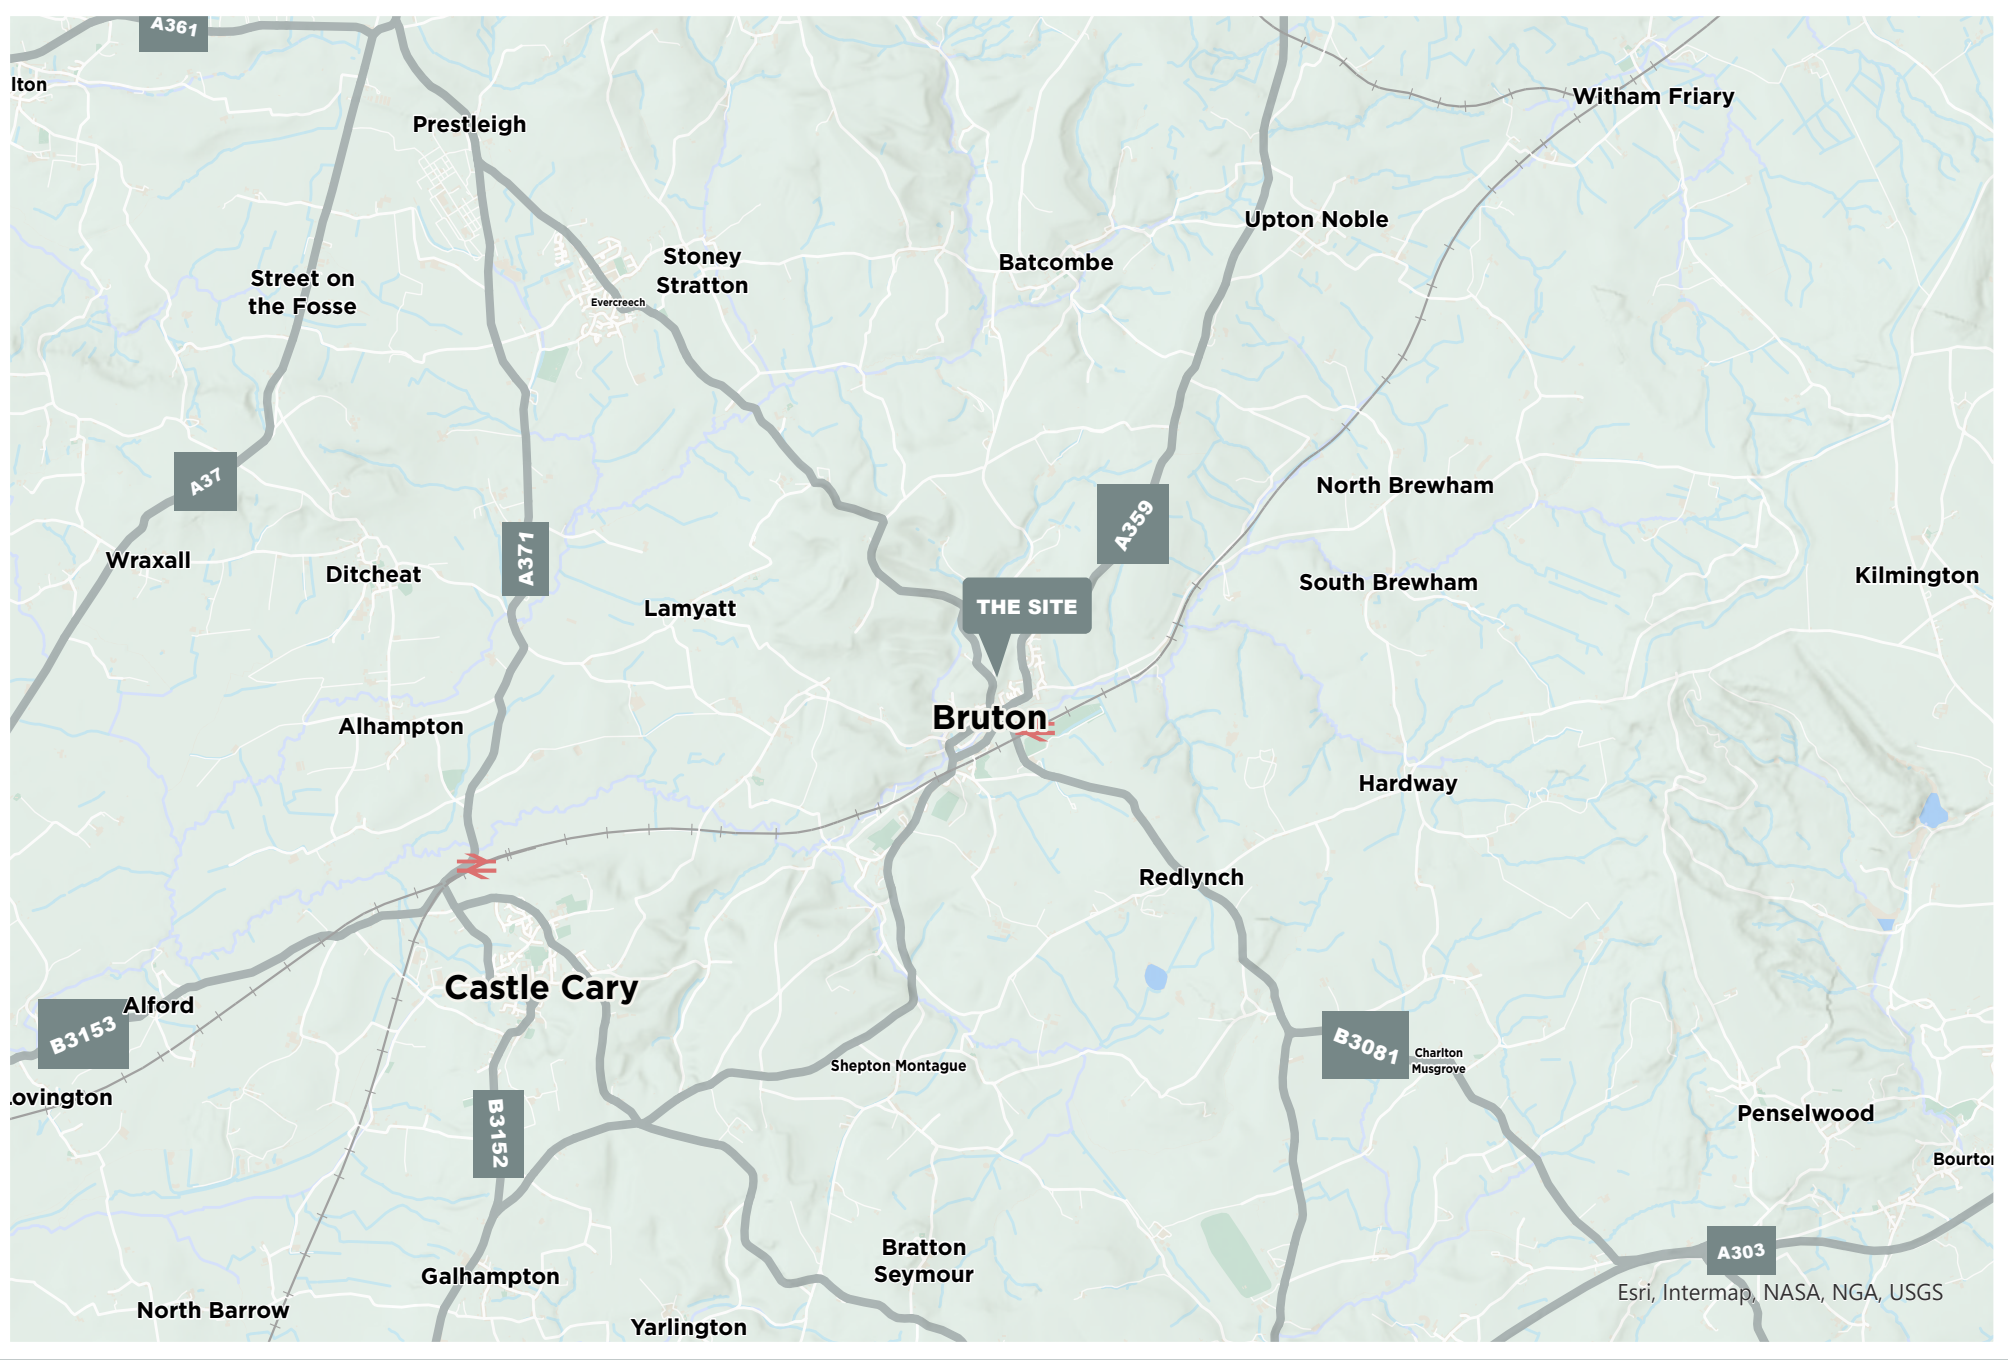 A361
lton
Witham Friary
Prestleigh
Upton Noble
Stoney
Stratton
Batcombe
Street on
the Fosse
Evercreech
A37
North Brewham
A359
Wraxall
A371
Ditcheat
South Brewham
Kilmington
Lamyatt
THE SITE
Alhampton
Bruton
Hardway
Redlynch
Castle Cary
Alford
B3153
B3081
Charlton
Musgrove
Shepton Montague
ovington
B3152
Penselwood
Bourton
Bratton
Seymour
A303
Galhampton
Esri, Intermap, NASA, NGA, USGS
North Barrow
Yarlington